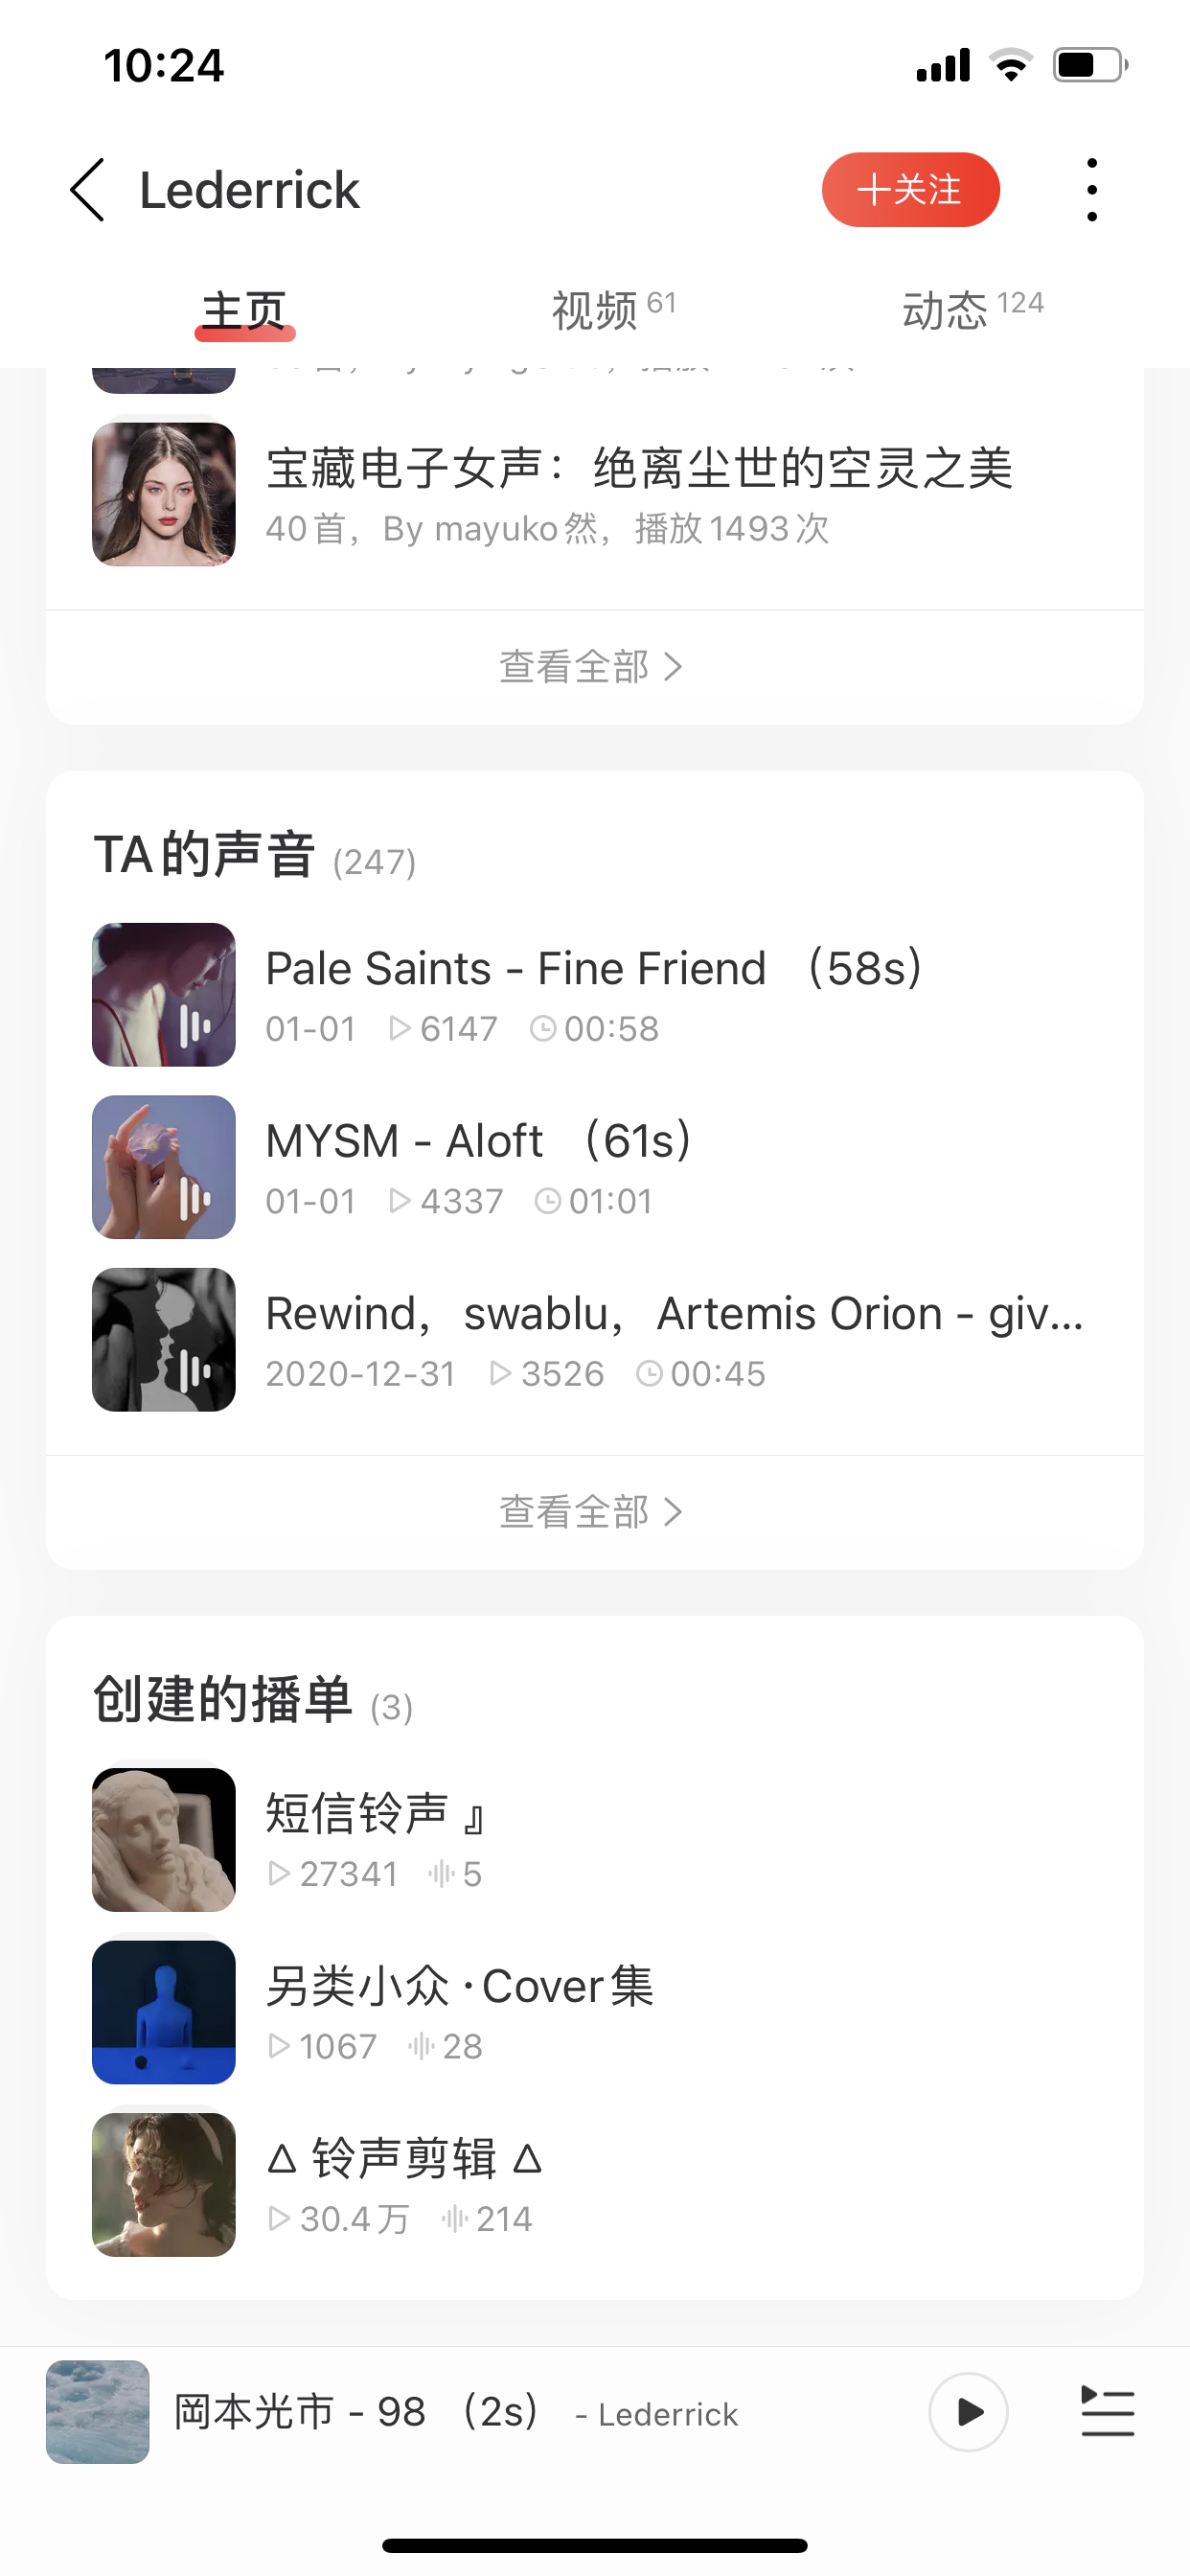 10:24
Lederrick
十关注
主页
视频 61
动态 124
宝藏电子女声：绝离尘世的空灵之美
40首，By mayuko然，播放1493次
查看全部
TA的声音 (247)
Pale Saints - Fine Friend （58s）
01-01 6147 00:58
MYSM - Aloft （61s）
01-01 4337 01:01
Rewind，swablu，Artemis Orion - giv...
2020-12-31 3526 00:45
查看全部
创建的播单 (3)
短信铃声 』
27341 5
另类小众 · Cover集
1067 28
Δ 铃声剪辑 Δ
30.4万 214
岡本光市 - 98 （2s） - Lederrick